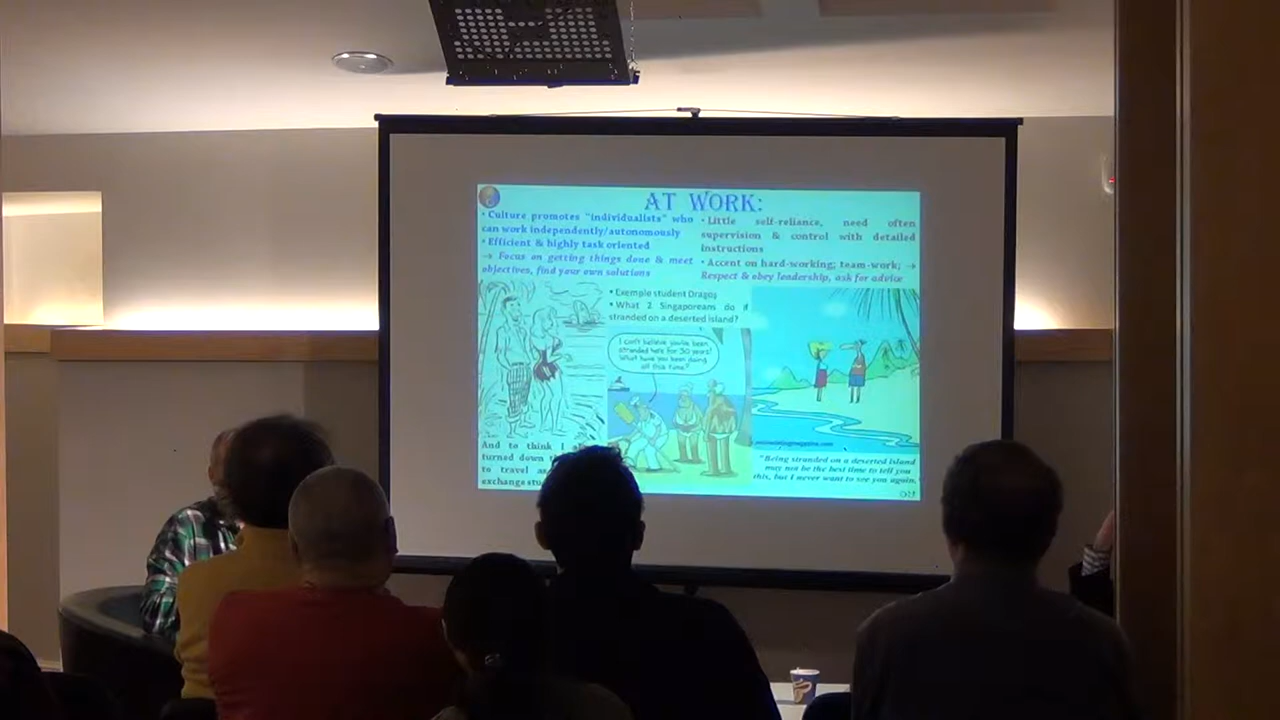 AT WORK:
• Culture promotes "individualists" who
can work independently/autonomously
• Efficient & highly task oriented
→ Focus on getting things done & meet
objectives, find your own solutions
• Little self-reliance, need often
supervision & control with detailed
instructions
• Accent on hard-working; team-work; →
Respect & obey leadership, ask for advice
• Exemple student Dragoş
• What 2 Singaporeans do if
stranded on a deserted island?
I can't believe you've been
stranded here for 30 years!
What have you been doing
all this time?
And to think I
turned down
to travel as
exchange
"Being stranded on a deserted island
may not be the best time to tell you
this, but I never want to see you again.